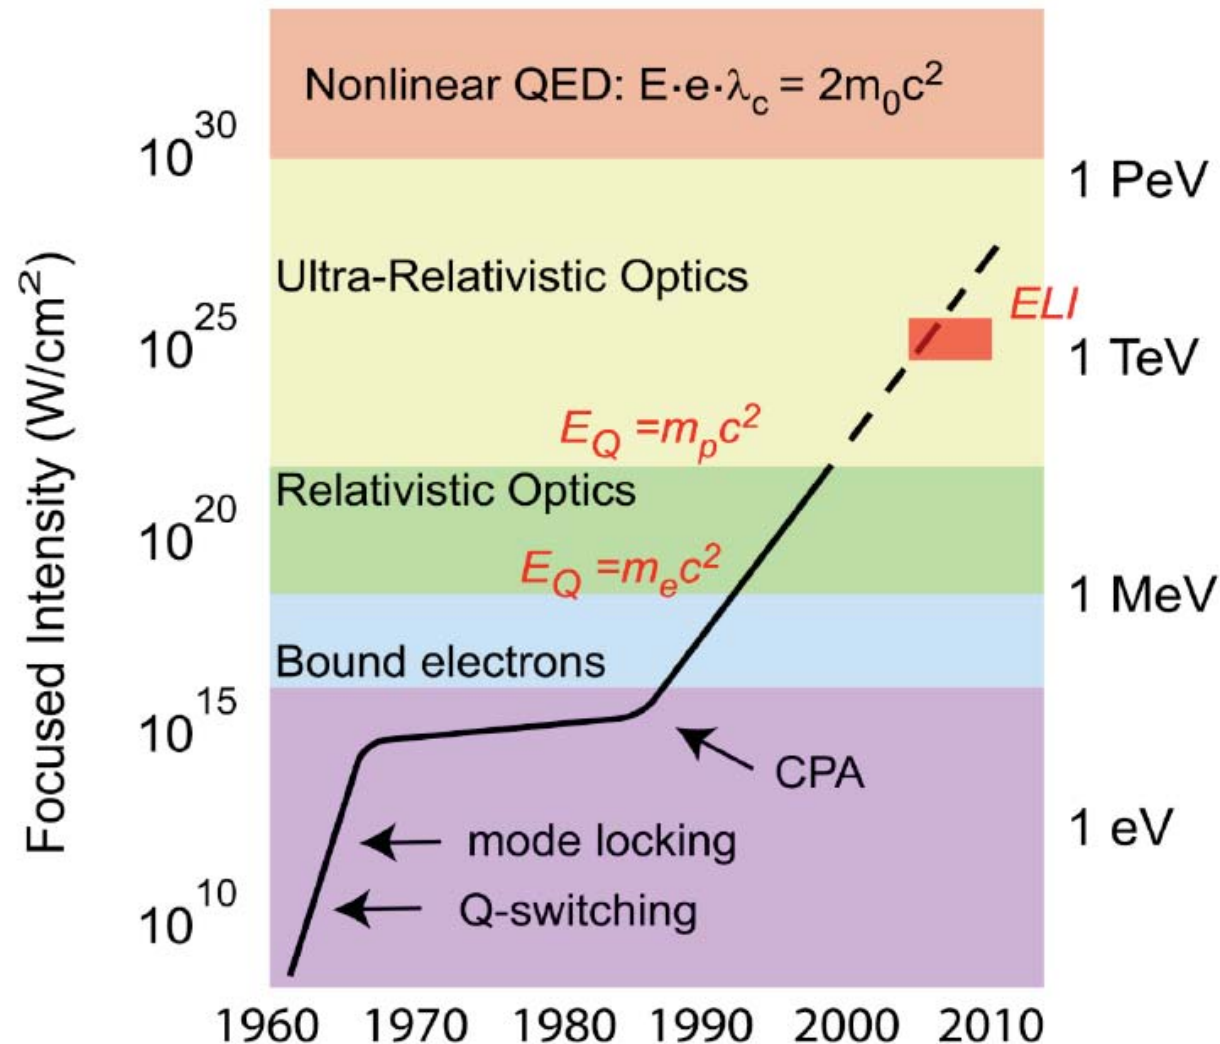 Nonlinear QED: E·e·λc = 2m0c²
10^30
1 PeV
Ultra-Relativistic Optics
ELI
10^25
1 TeV
EQ =mpc²
Relativistic Optics
10^20
EQ =mec²
1 MeV
Bound electrons
10^15
CPA
1 eV
mode locking
10^10
Q-switching
Focused Intensity (W/cm²)
1960 1970 1980 1990 2000 2010